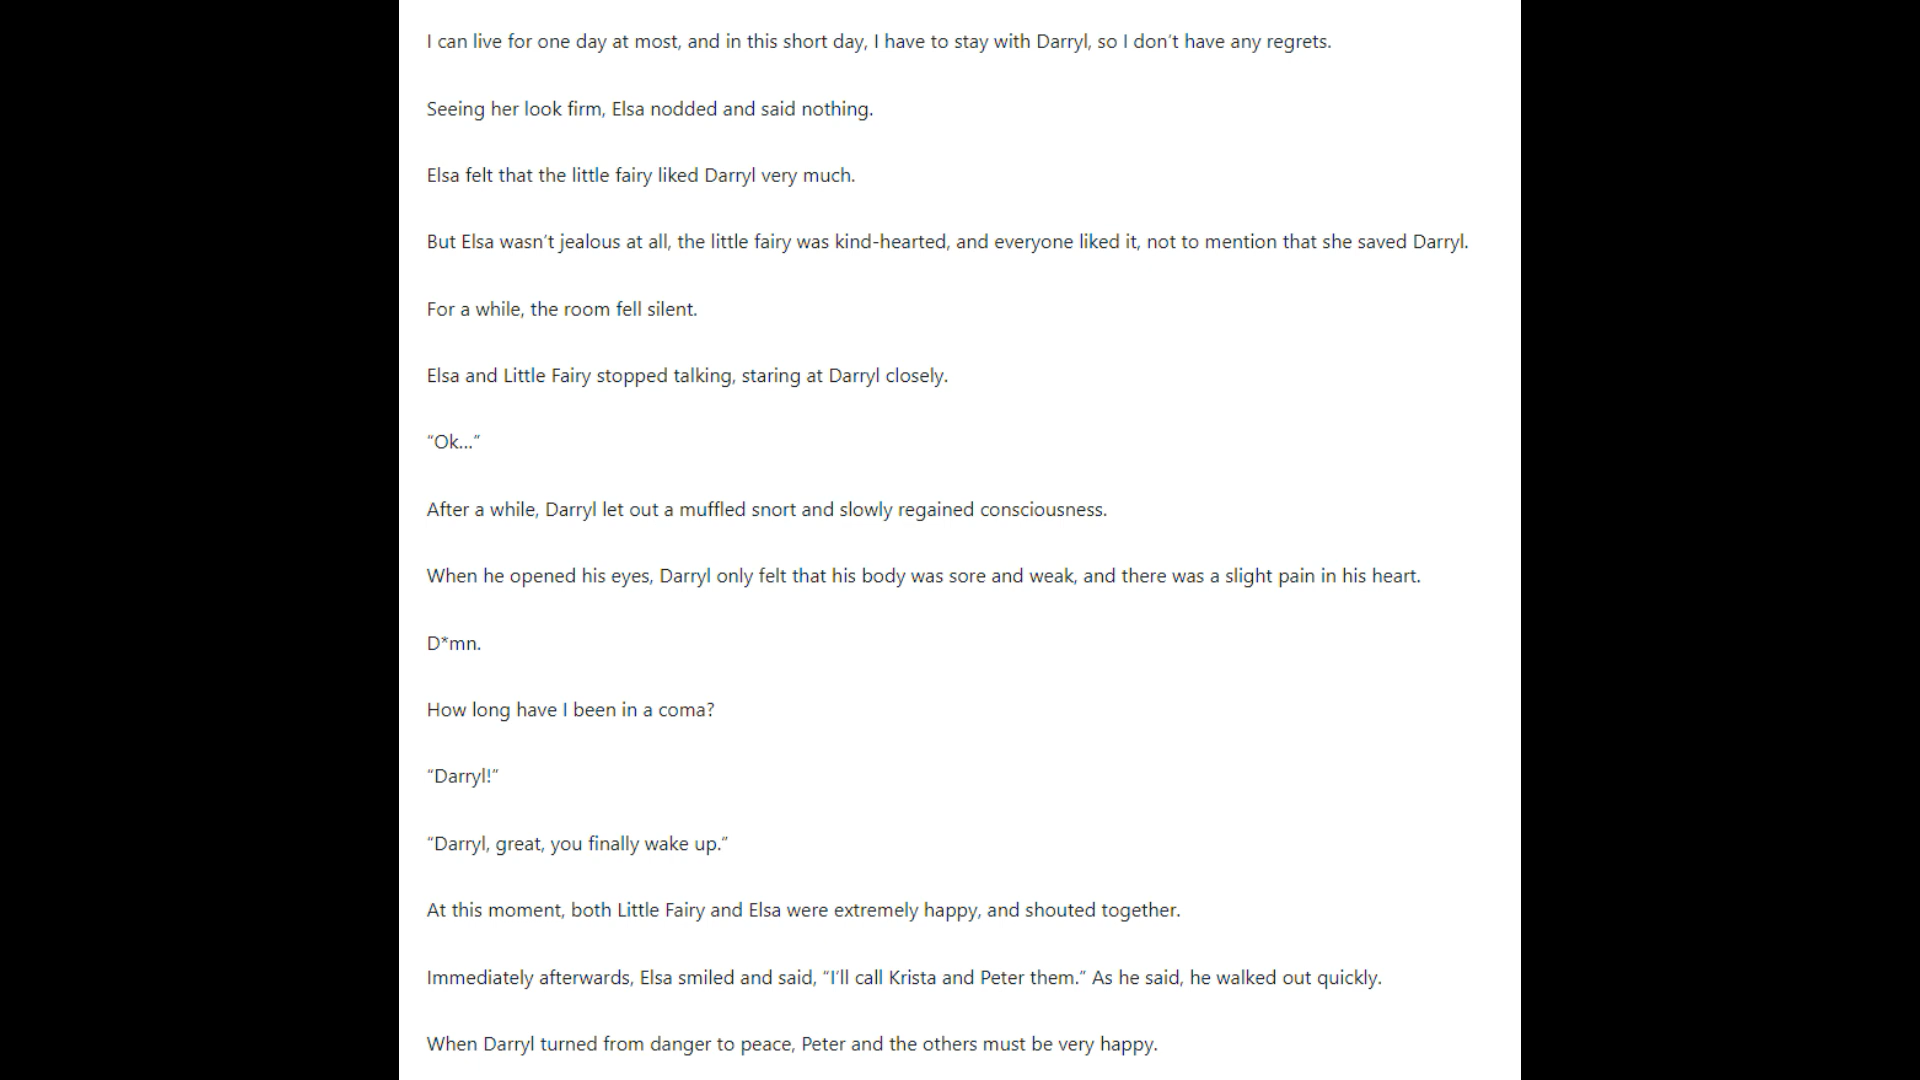 I can live for one day at most, and in this short day, I have to stay with Darryl, so I don’t have any regrets.
Seeing her look firm, Elsa nodded and said nothing.
Elsa felt that the little fairy liked Darryl very much.
But Elsa wasn’t jealous at all, the little fairy was kind-hearted, and everyone liked it, not to mention that she saved Darryl.
For a while, the room fell silent.
Elsa and Little Fairy stopped talking, staring at Darryl closely.
“Ok…”
After a while, Darryl let out a muffled snort and slowly regained consciousness.
When he opened his eyes, Darryl only felt that his body was sore and weak, and there was a slight pain in his heart.
D*mn.
How long have I been in a coma?
“Darryl!”
“Darryl, great, you finally wake up.”
At this moment, both Little Fairy and Elsa were extremely happy, and shouted together.
Immediately afterwards, Elsa smiled and said, “I’ll call Krista and Peter them.” As he said, he walked out quickly.
When Darryl turned from danger to peace, Peter and the others must be very happy.